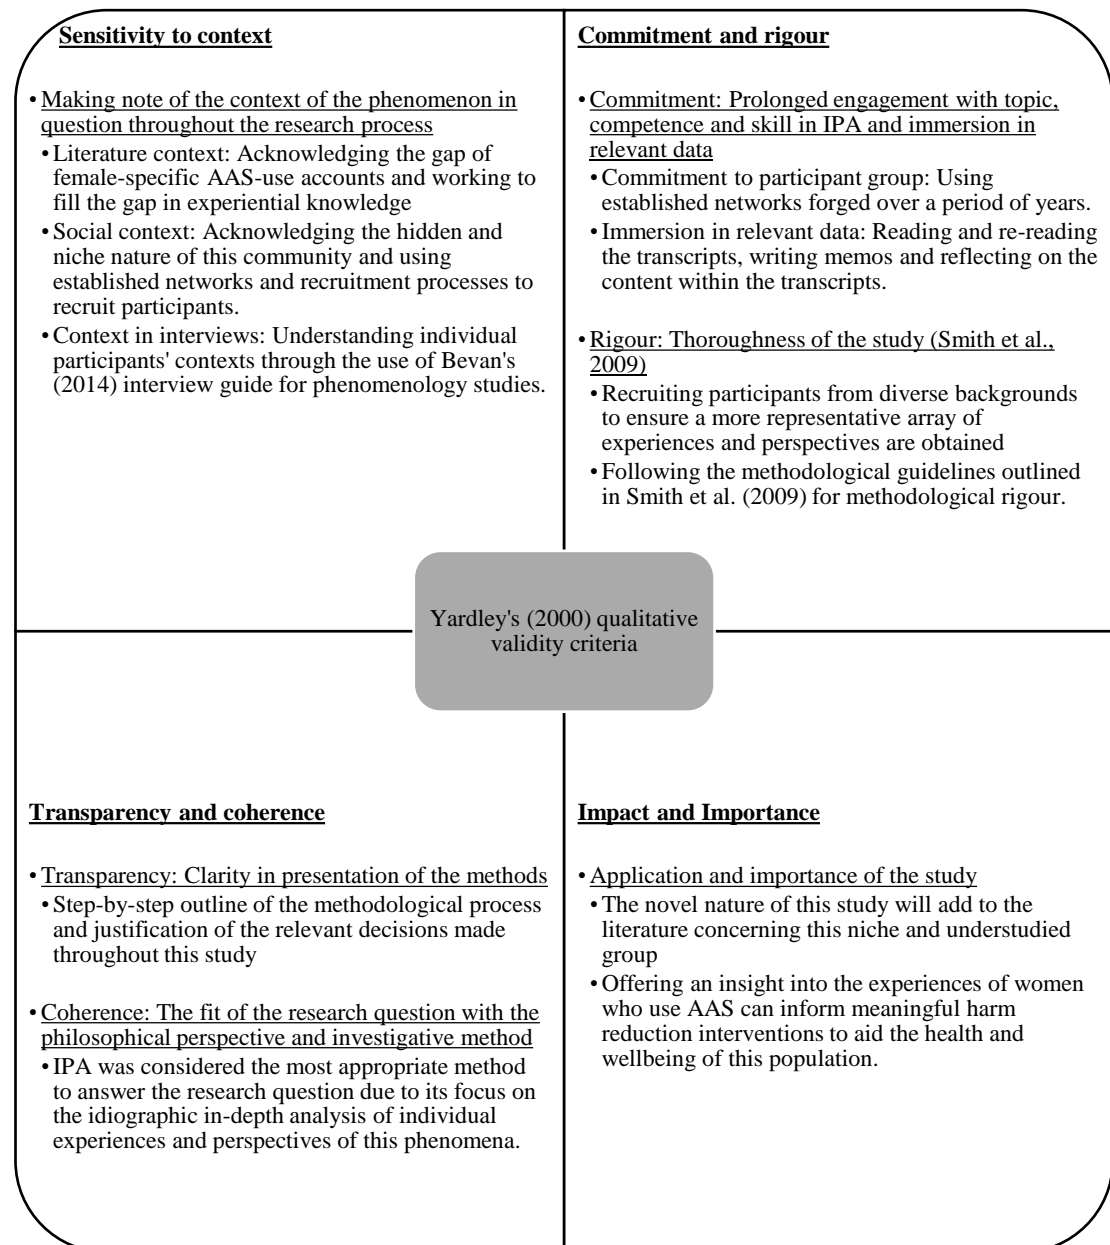 Sensitivity to context
• Making note of the context of the phenomenon in
question throughout the research process
• Literature context: Acknowledging the gap of
female-specific AAS-use accounts and working to
fill the gap in experiential knowledge
• Social context: Acknowledging the hidden and
niche nature of this community and using
established networks and recruitment processes to
recruit participants.
• Context in interviews: Understanding individual
participants' contexts through the use of Bevan's
(2014) interview guide for phenomenology studies.
Commitment and rigour
• Commitment: Prolonged engagement with topic,
competence and skill in IPA and immersion in
relevant data
• Commitment to participant group: Using
established networks forged over a period of years.
• Immersion in relevant data: Reading and re-reading
the transcripts, writing memos and reflecting on the
content within the transcripts.
• Rigour: Thoroughness of the study (Smith et al.,
2009)
• Recruiting participants from diverse backgrounds
to ensure a more representative array of
experiences and perspectives are obtained
• Following the methodological guidelines outlined
in Smith et al. (2009) for methodological rigour.
Yardley's (2000) qualitative
validity criteria
Transparency and coherence
• Transparency: Clarity in presentation of the methods
• Step-by-step outline of the methodological process
and justification of the relevant decisions made
throughout this study
• Coherence: The fit of the research question with the
philosophical perspective and investigative method
• IPA was considered the most appropriate method
to answer the research question due to its focus on
the idiographic in-depth analysis of individual
experiences and perspectives of this phenomena.
Impact and Importance
• Application and importance of the study
• The novel nature of this study will add to the
literature concerning this niche and understudied
group
• Offering an insight into the experiences of women
who use AAS can inform meaningful harm
reduction interventions to aid the health and
wellbeing of this population.